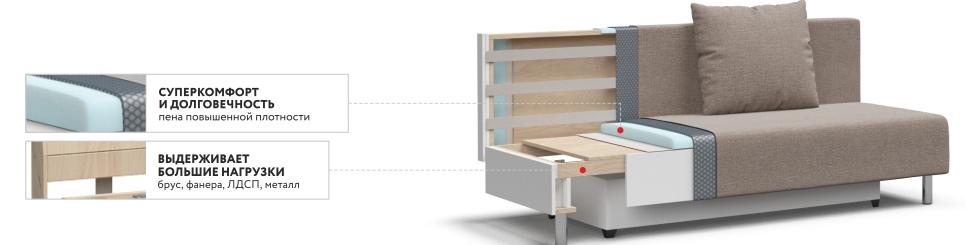 СУПЕРКОМФОРТ
И ДОЛГОВЕЧНОСТЬ
пена повышенной плотности
ВЫДЕРЖИВАЕТ
БОЛЬШИЕ НАГРУЗКИ
брус, фанера, ЛДСП, металл